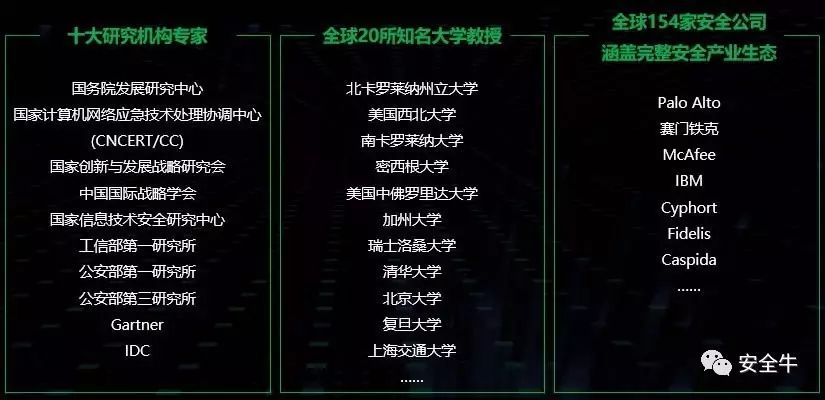 十大研究机构专家
国务院发展研究中心
国家计算机网络应急技术处理协调中心
(CNCERT/CC)
国家创新与发展战略研究会
中国国际战略学会
国家信息技术安全研究中心
工信部第一研究所
公安部第一研究所
公安部第三研究所
Gartner
IDC
全球20所知名大学教授
北卡罗莱纳州立大学
美国西北大学
南卡罗莱纳大学
密西根大学
美国中佛罗里达大学
加州大学
瑞士洛桑大学
清华大学
北京大学
复旦大学
上海交通大学
......
全球154家安全公司
涵盖完整安全产业生态
Palo Alto
赛门铁克
McAfee
IBM
Cyphort
Fidelis
Caspida
......
安全牛